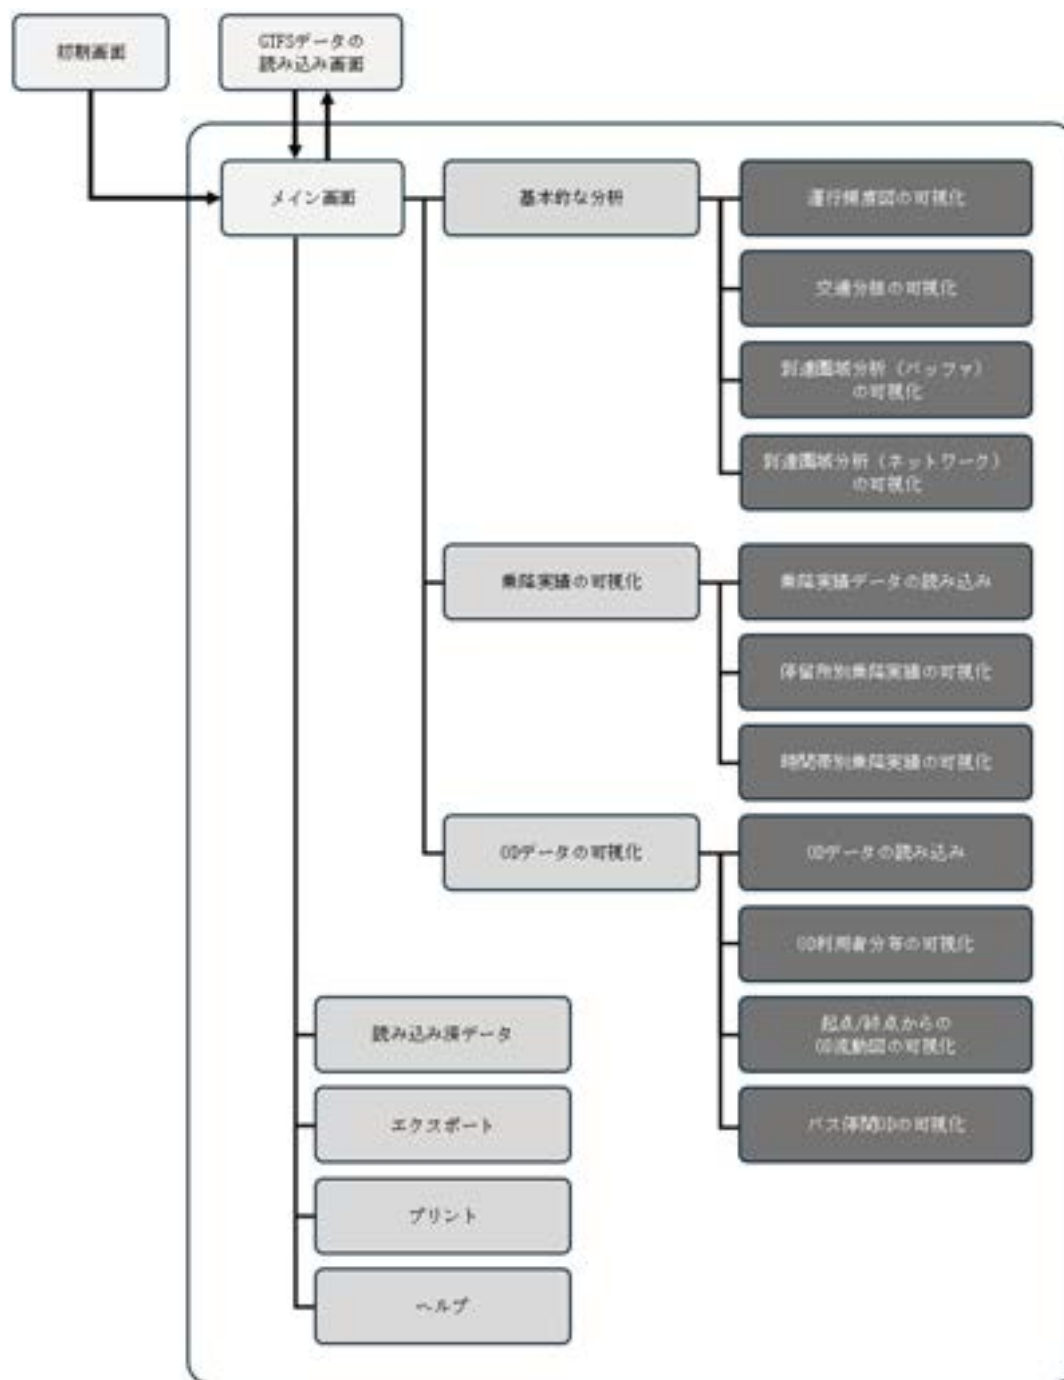 初期画面
GTFSデータの
読み込み画面
メイン画面
基本的な分析
運行頻度図の可視化
交通分担の可視化
到達圏域分析（バッファ）
の可視化
到達圏域分析（ネットワーク）
の可視化
乗降実績の可視化
乗降実績データの読み込み
停留所別乗降実績の可視化
時間帯別乗降実績の可視化
ODデータの可視化
ODデータの読み込み
OD利用者分布の可視化
起点/終点からの
OD流動図の可視化
バス停間ODの可視化
読み込み済データ
エクスポート
プリント
ヘルプ